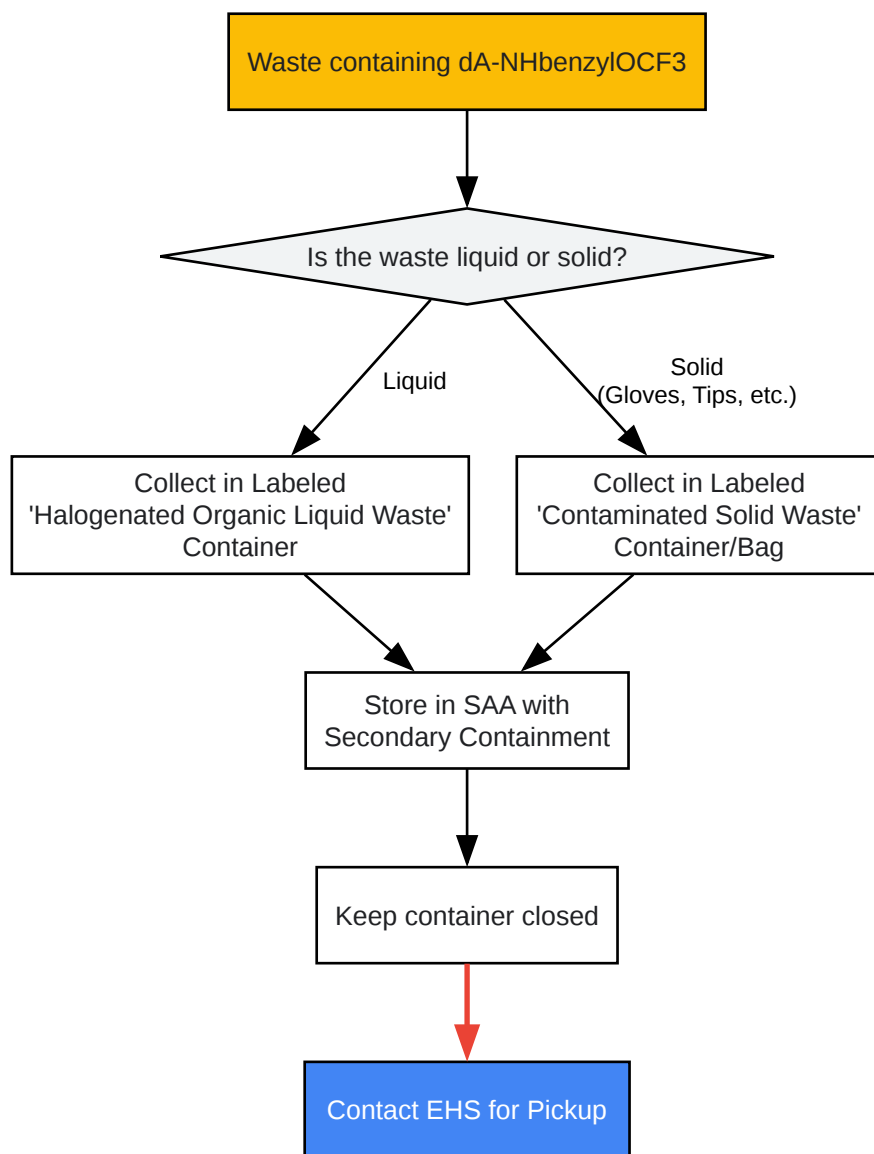 Waste containing dA-NHbenzylOCF3
Is the waste liquid or solid?
Liquid
Solid
(Gloves, Tips, etc.)
Collect in Labeled
'Halogenated Organic Liquid Waste'
Container
Collect in Labeled
'Contaminated Solid Waste'
Container/Bag
Store in SAA with
Secondary Containment
Keep container closed
Contact EHS for Pickup